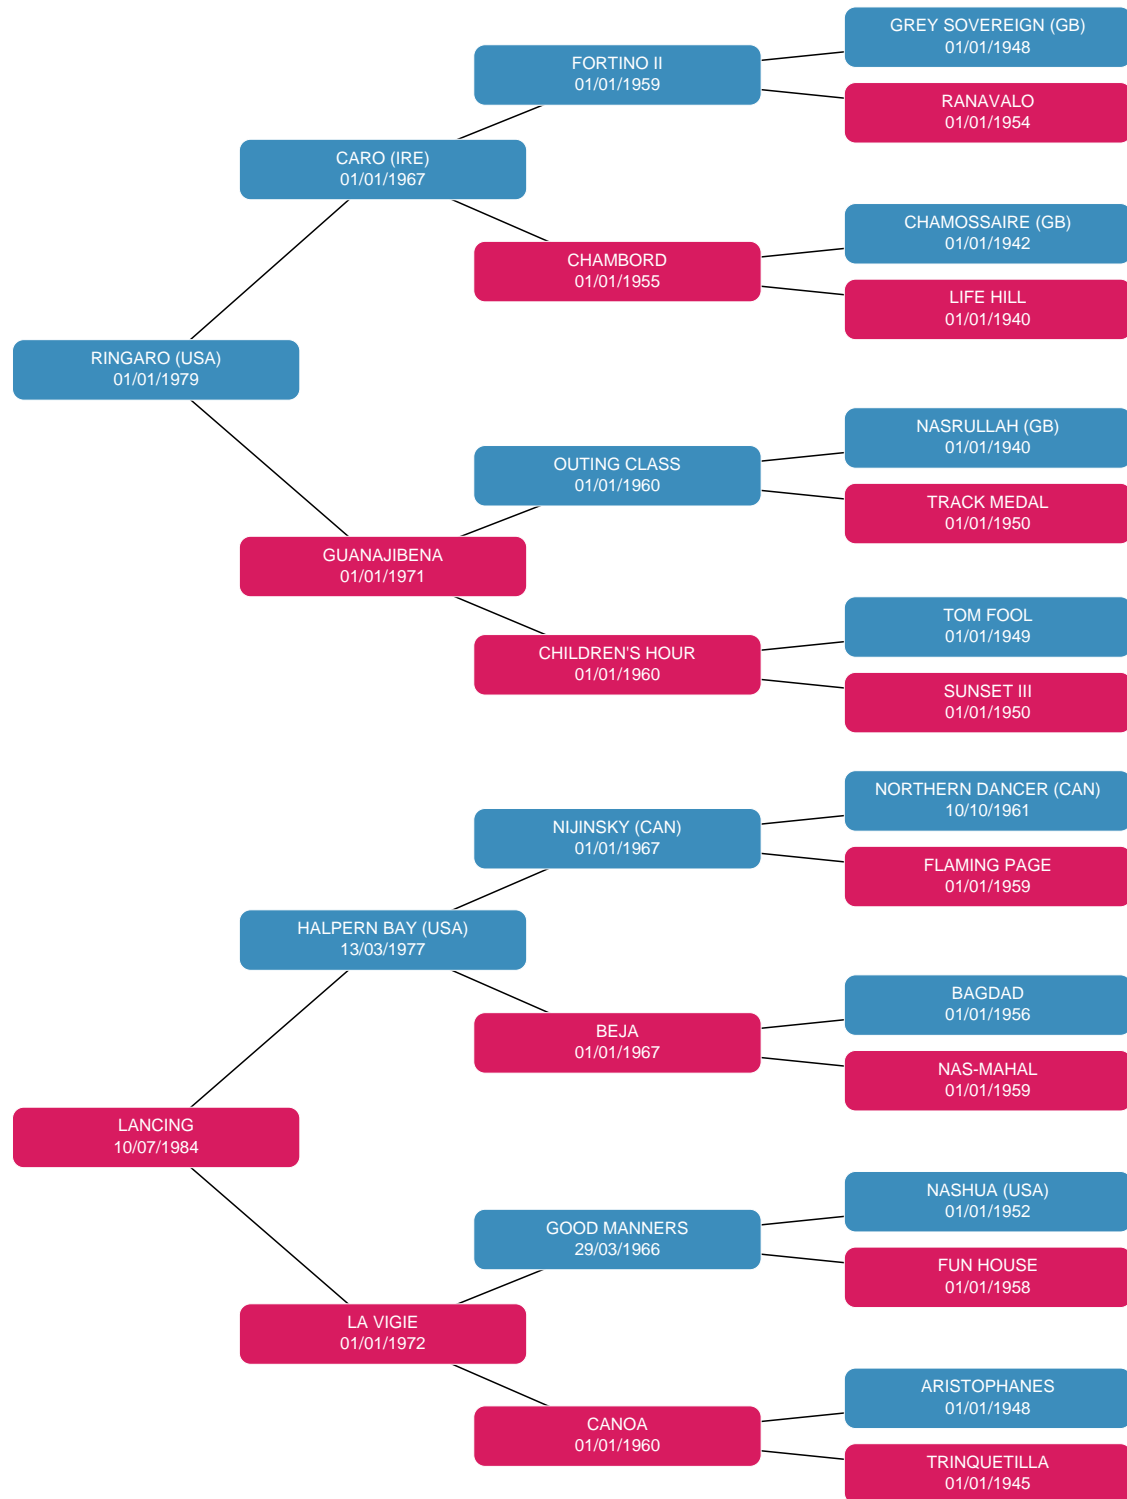 GREY SOVEREIGN (GB)
01/01/1948
FORTINO II
01/01/1959
RANAVALO
01/01/1954
CARO (IRE)
01/01/1967
CHAMOSSAIRE (GB)
01/01/1942
CHAMBORD
01/01/1955
LIFE HILL
01/01/1940
RINGARO (USA)
01/01/1979
NASRULLAH (GB)
01/01/1940
OUTING CLASS
01/01/1960
TRACK MEDAL
01/01/1950
GUANAJIBENA
01/01/1971
TOM FOOL
01/01/1949
CHILDREN'S HOUR
01/01/1960
SUNSET III
01/01/1950
NORTHERN DANCER (CAN)
10/10/1961
NIJINSKY (CAN)
01/01/1967
FLAMING PAGE
01/01/1959
HALPERN BAY (USA)
13/03/1977
BAGDAD
01/01/1956
BEJA
01/01/1967
NAS-MAHAL
01/01/1959
LANCING
10/07/1984
NASHUA (USA)
01/01/1952
GOOD MANNERS
29/03/1966
FUN HOUSE
01/01/1958
LA VIGIE
01/01/1972
ARISTOPHANES
01/01/1948
CANOA
01/01/1960
TRINQUETILLA
01/01/1945